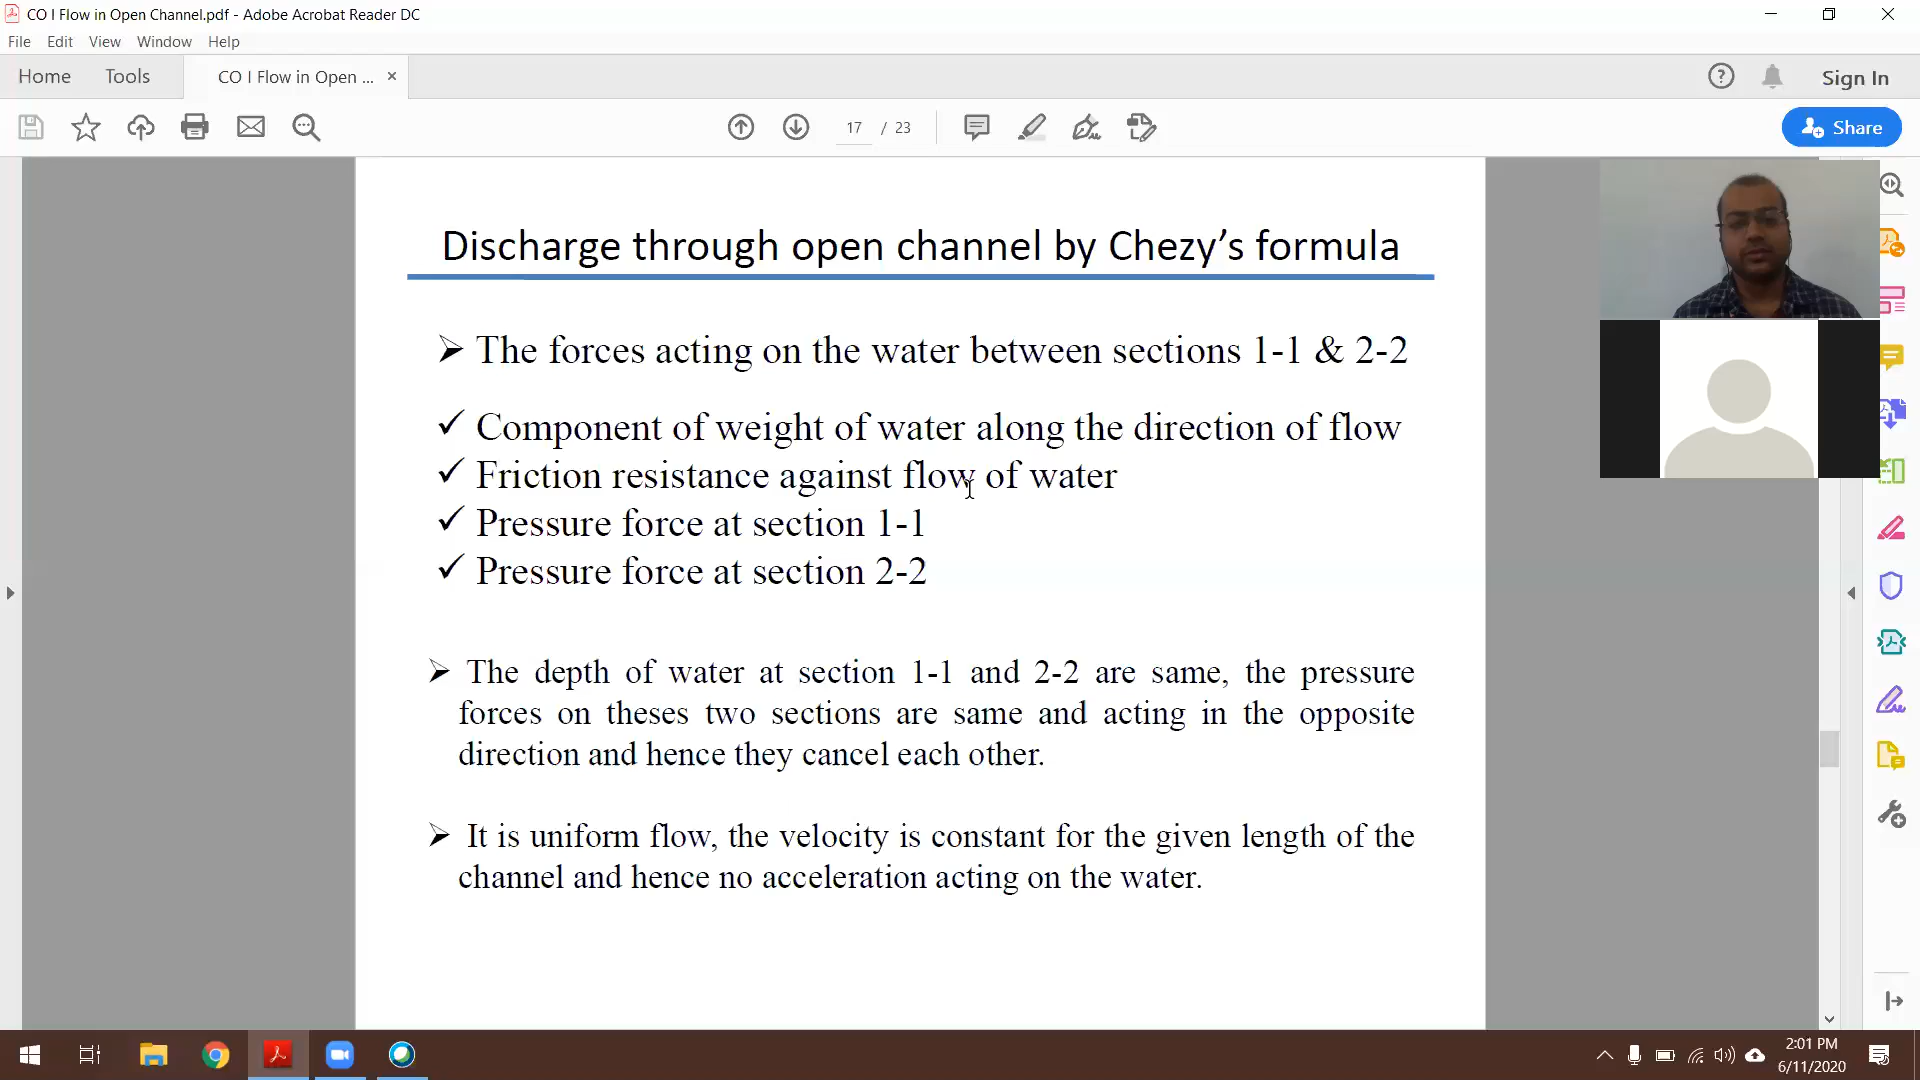 CO I Flow in Open Channel.pdf - Adobe Acrobat Reader DC
File Edit View Window Help
Home Tools CO I Flow in Open ... × Sign In
17 / 23 Share
Discharge through open channel by Chezy’s formula
➢ The forces acting on the water between sections 1-1 & 2-2
✓ Component of weight of water along the direction of flow
✓ Friction resistance against flow of water
✓ Pressure force at section 1-1
✓ Pressure force at section 2-2
➢ The depth of water at section 1-1 and 2-2 are same, the pressure
forces on theses two sections are same and acting in the opposite
direction and hence they cancel each other.
➢ It is uniform flow, the velocity is constant for the given length of the
channel and hence no acceleration acting on the water.
2:01 PM
6/11/2020